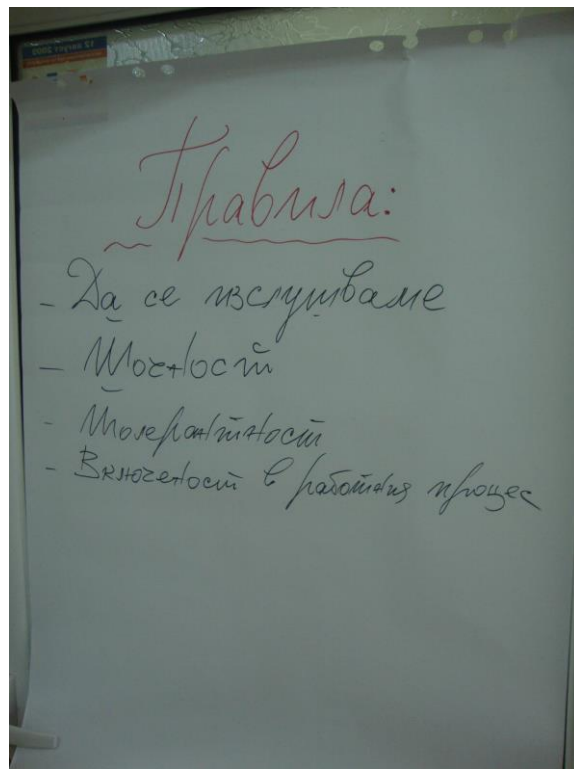 Правила:
- Да се изслушваме
- Точност
- Толерантност
- Включеност в работния процес